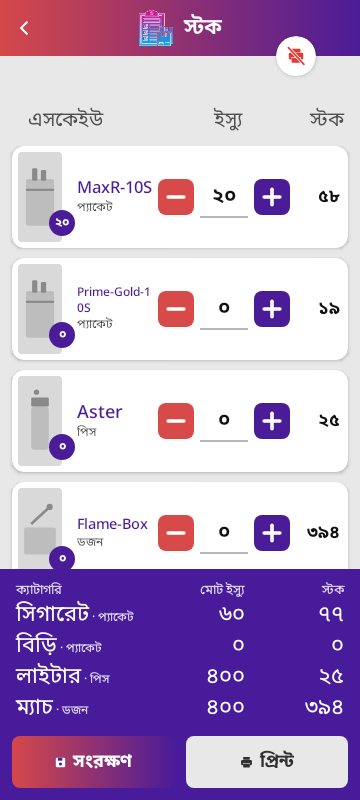 স্টক
এসকেইউ ইস্যু স্টক
MaxR-10S
প্যাকেট
২০ ২০ ৫৮
Prime-Gold-1
0S
প্যাকেট
০ ০ ১৯
Aster
পিস
০ ০ ২৫
Flame-Box
ডজন
০ ০ ৩৯৪
ক্যাটাগরি মোট ইস্যু স্টক
সিগারেট · প্যাকেট ৬০ ৭৭
বিড়ি · প্যাকেট ০ ০
লাইটার · পিস ৪০০ ২৫
ম্যাচ · ডজন ৪০০ ৩৯৪
সংরক্ষণ প্রিন্ট